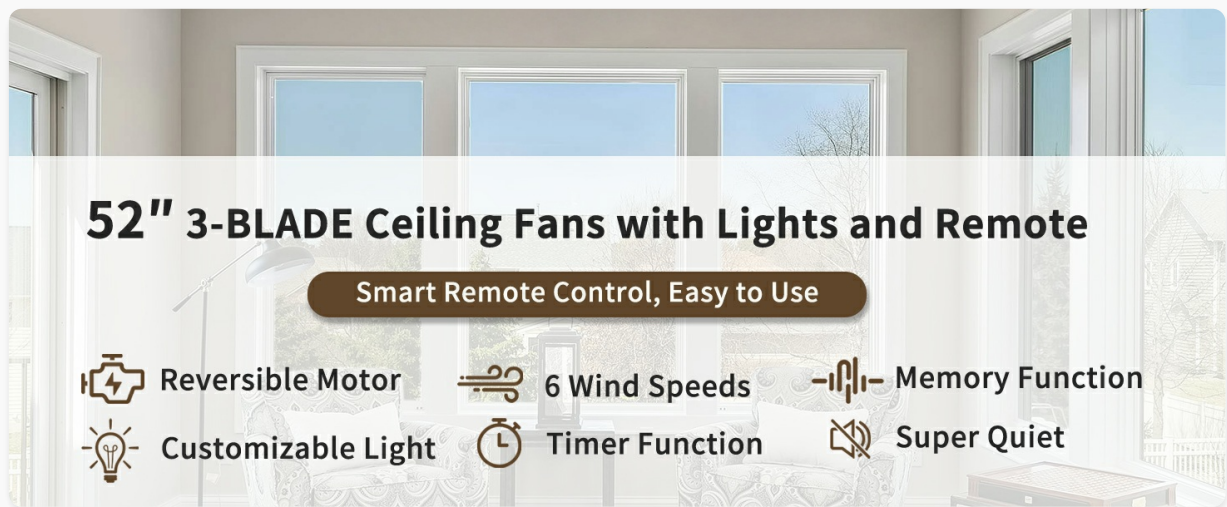 52" 3-BLADE Ceiling Fans with Lights and Remote
Smart Remote Control, Easy to Use
Reversible Motor
6 Wind Speeds
Memory Function
Customizable Light
Timer Function
Super Quiet